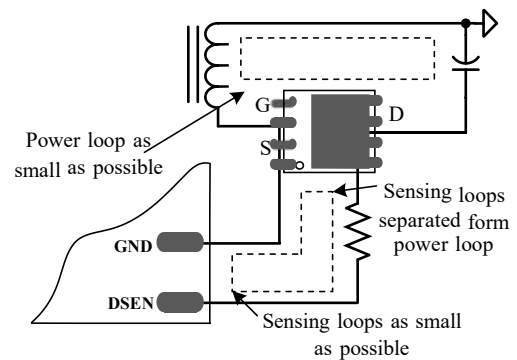 G
D
S
Power loop as
small as possible
Sensing loops
separated form
power loop
GND
DSEN
Sensing loops as small
as possible